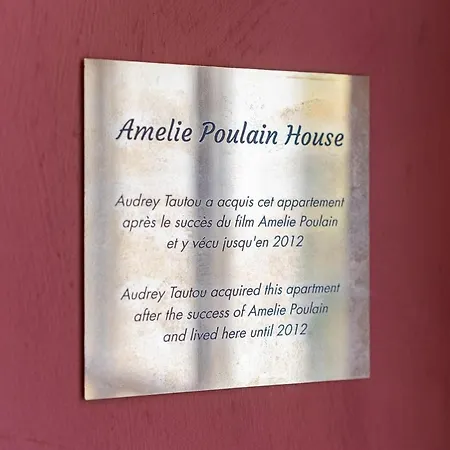 Amelie Poulain House
Audrey Tautou a acquis cet appartement
après le succès du film Amelie Poulain
et y vécu jusqu'en 2012
Audrey Tautou acquired this apartment
after the success of Amelie Poulain
and lived here until 2012